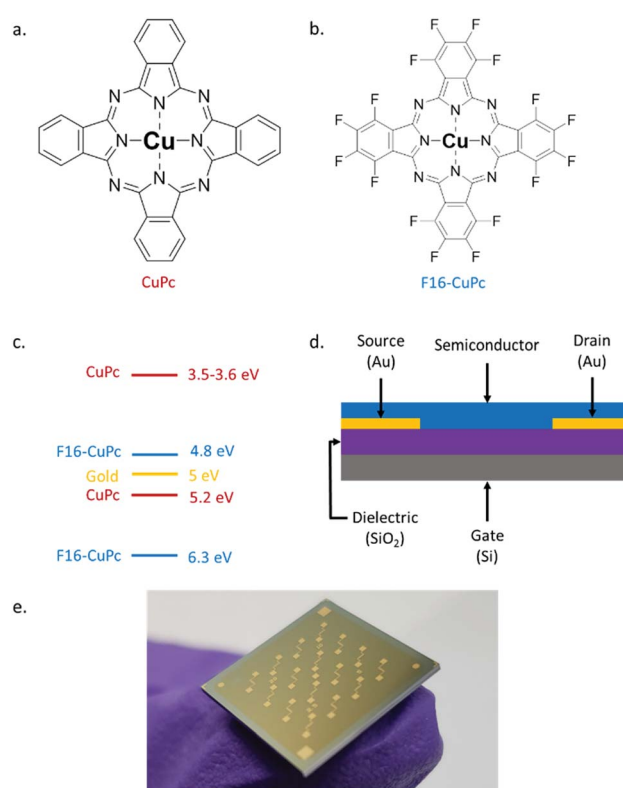 a.
b.
N N N N N N N N
Cu
CuPc
F F F F F F F F F F F F F F F F
N N N N N N N N
Cu
F16-CuPc
c.
CuPc 3.5-3.6 eV
F16-CuPc 4.8 eV
Gold 5 eV
CuPc 5.2 eV
F16-CuPc 6.3 eV
d.
Source
(Au)
Semiconductor
Drain
(Au)
Dielectric
(SiO₂)
Gate
(Si)
e.